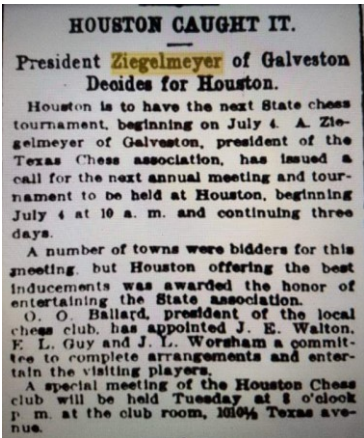 HOUSTON CAUGHT IT.
President Ziegelmeyer of Galveston
Decides for Houston.
Houston is to have the next State chess
tournament, beginning on July 4. A. Zie-
gelmeyer of Galveston, president of the
Texas Chess association, has issued a
call for the next annual meeting and tour-
nament to be held at Houston, beginning
July 4 at 10 a. m. and continuing three
days.
A number of towns were bidders for this
meeting, but Houston offering the best
inducements was awarded the honor of
entertaining the State association.
O. O. Ballard, president of the local
chess club, has appointed J. E. Walton,
F. L. Guy and J. L. Worsham a commit-
tee to complete arrangements and enter-
tain the visiting players.
A special meeting of the Houston Chess
club will be held Tuesday at 8 o'clock
p. m. at the club room, 1010½ Texas ave-
nue.